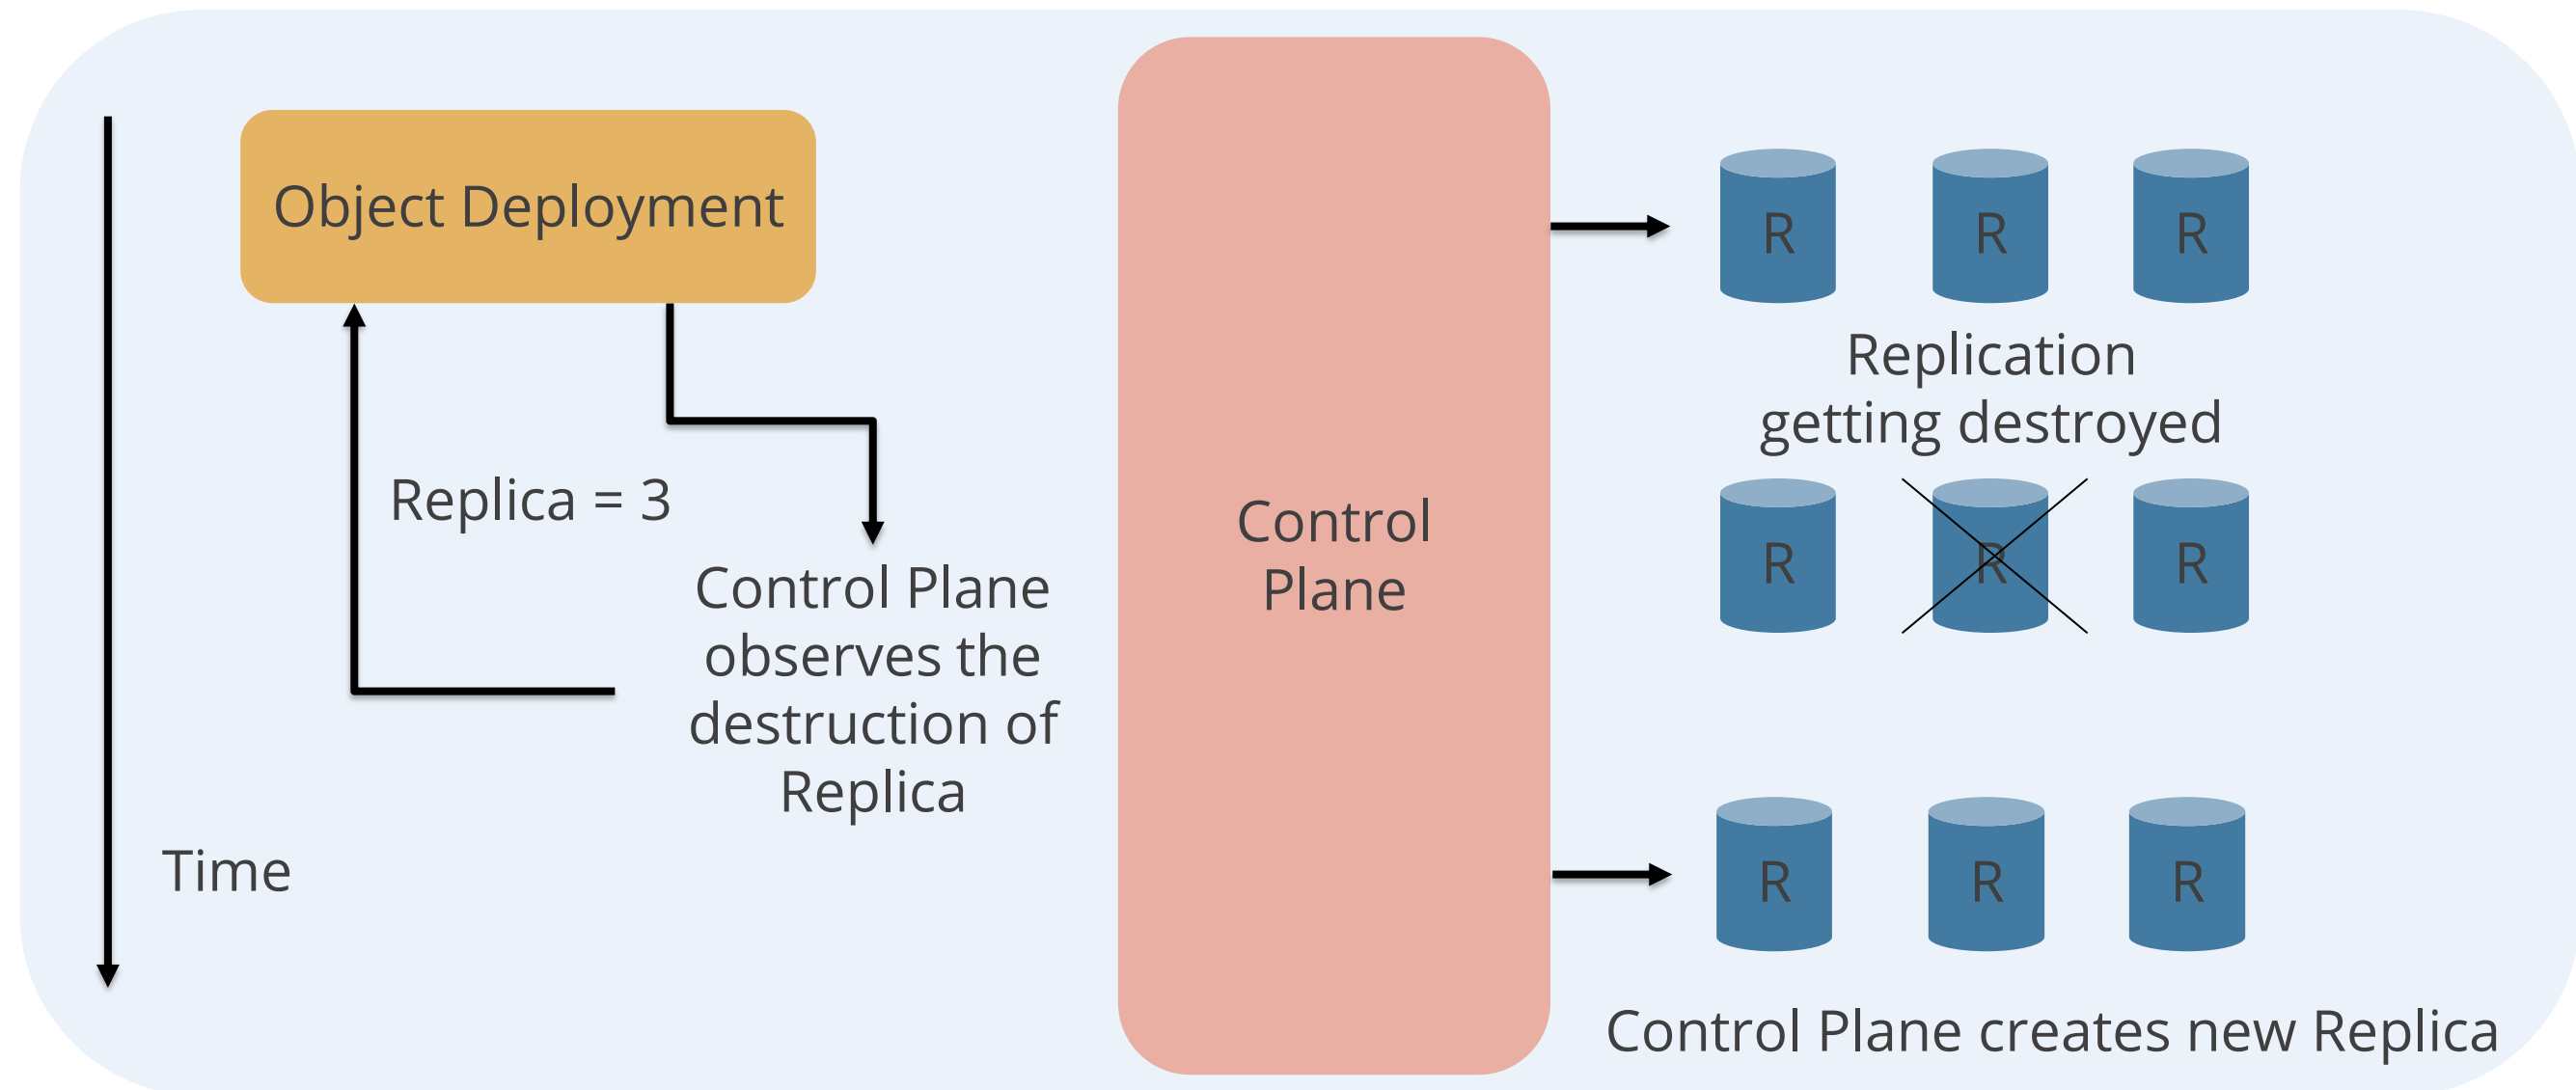 Object Deployment
Replica = 3
Control Plane
observes the
destruction of
Replica
Time
Control
Plane
R R R
Replication
getting destroyed
R R R
R R R
Control Plane creates new Replica